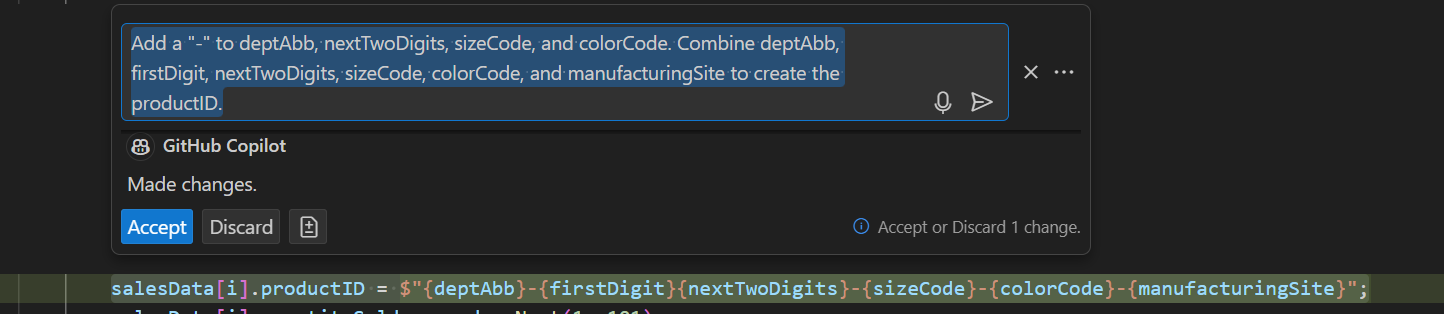 Add a "-" to deptAbb, nextTwoDigits, sizeCode, and colorCode. Combine deptAbb,
firstDigit, nextTwoDigits, sizeCode, colorCode, and manufacturingSite to create the
productID.
GitHub Copilot
Made changes.
Accept
Discard
Accept or Discard 1 change.
salesData[i].productID = $"{deptAbb}-{firstDigit}{nextTwoDigits}-{sizeCode}-{colorCode}-{manufacturingSite}";